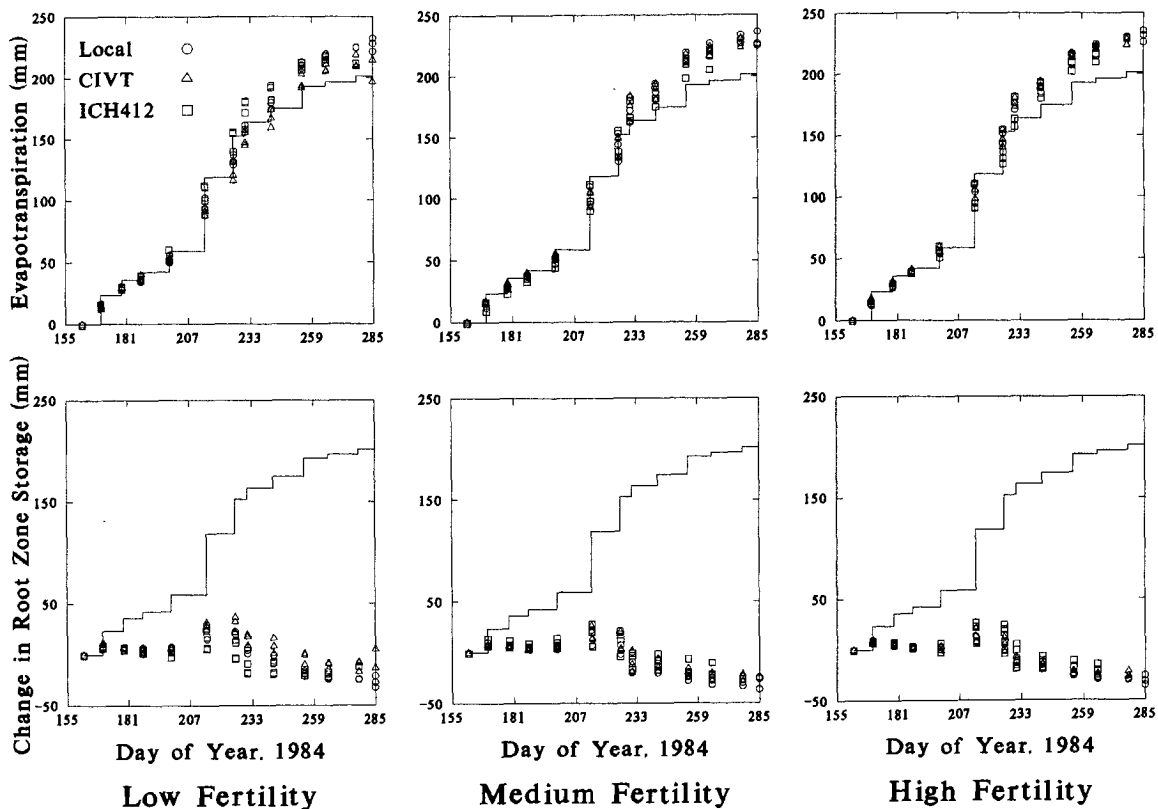 Evapotranspiration (mm)
250
200
150
100
50
0
Local
CIVT
ICH412
155 181 207 233 259 285
250
200
150
100
50
0
155 181 207 233 259 285
250
200
150
100
50
0
155 181 207 233 259 285
Change in Root Zone Storage (mm)
250
150
50
−50
155 181 207 233 259 285
Day of Year, 1984
Low Fertility
250
150
50
−50
155 181 207 233 259 285
Day of Year, 1984
Medium Fertility
250
150
50
−50
155 181 207 233 259 285
Day of Year, 1984
High Fertility